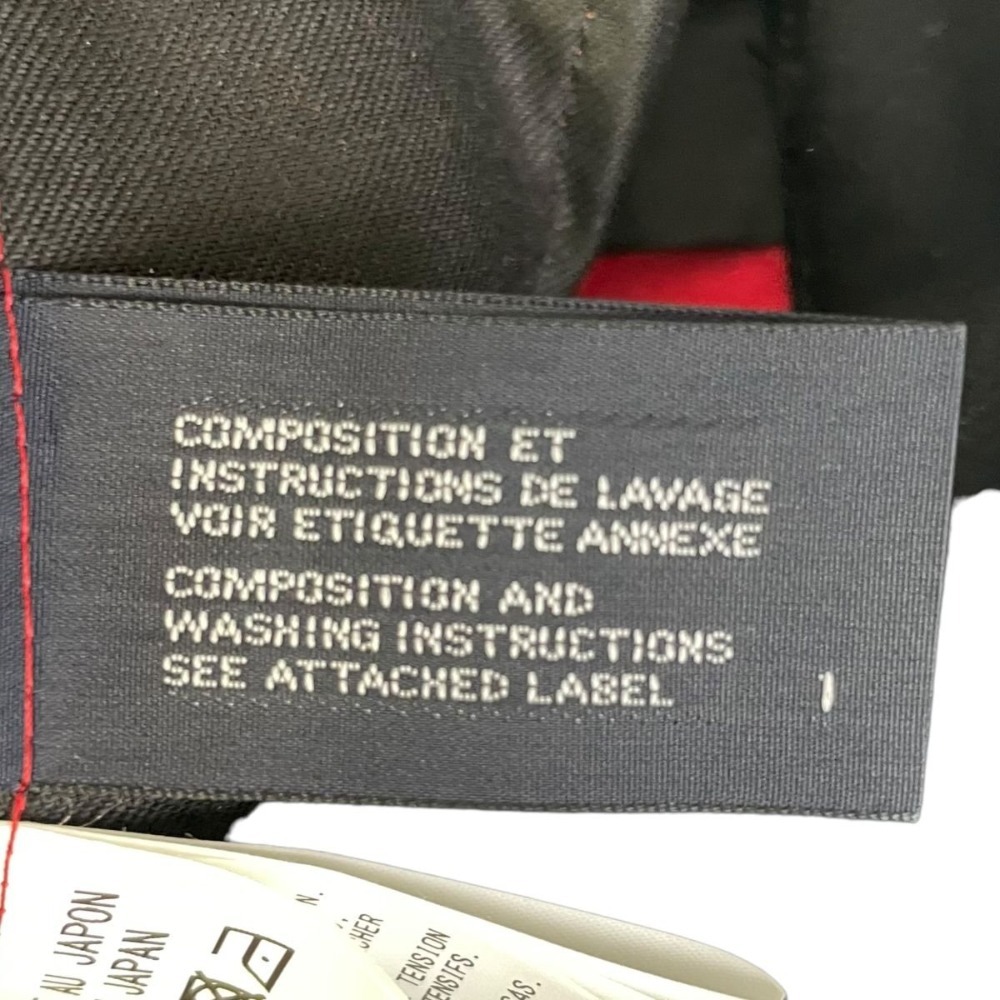 COMPOSITION ET
INSTRUCTIONS DE LAVAGE
VOIR ETIQUETTE ANNEXE
COMPOSITION AND
WASHING INSTRUCTIONS
SEE ATTACHED LABEL
1
AU JAPON
JAPAN
N.
TENSION